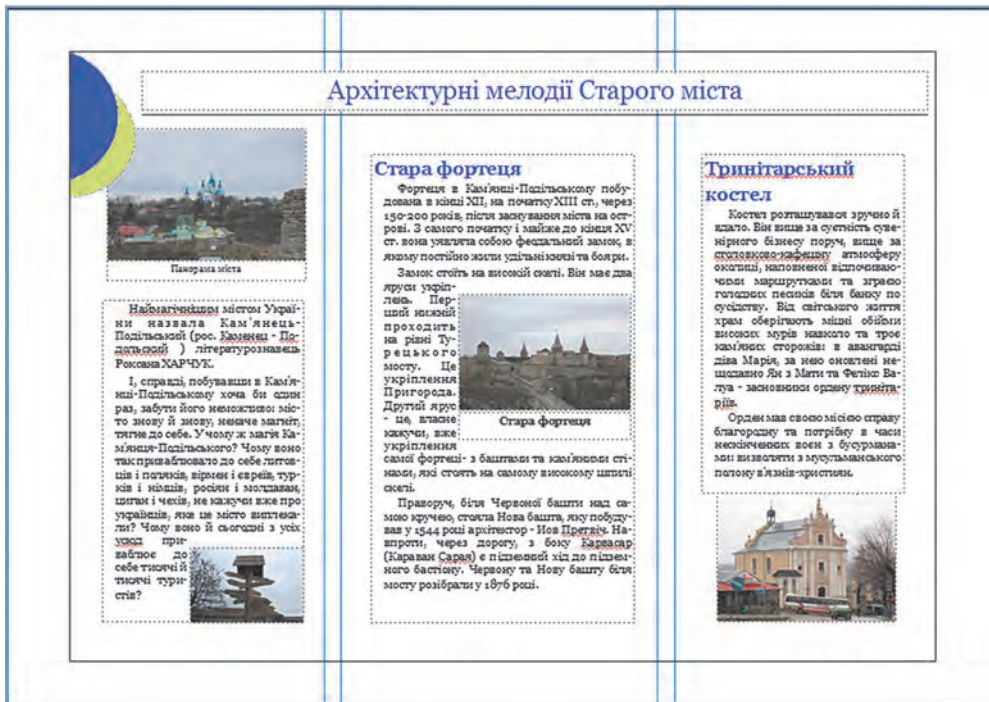 Архітектурні мелодії Старого міста
Панорама міста
Наймагічнішим містом Украї-
ни назвала Кам'янець-
Подільський (рос. Каменец - По-
дольский ) літературознавець
Роксана ХАРЧУК.
І, справді, побувавши в Кам'я-
нці-Подільському хоча би один
раз, забути його неможливо: міс-
то знову й знову, неначе магніт,
тягне до себе. У чому ж магія Ка-
м'янця-Подільського? Чому воно
так приваблювало до себе литов-
ців і поляків, вірмен і євреїв, тур-
ків і німців, росіян і молдаван,
циган і чехів, не кажучи вже про
українців, яке це місто виплека-
ли? Чому воно й сьогодні з усіх
усюд при-
ваблює до
себе тисячі й
тисячі тури-
стів?
Стара фортеця
Фортеця в Кам'янці-Подільському побу-
дована в кінці XII, на початку XIII ст., через
150-200 років, після заснування міста на ост-
рові. З самого початку і майже до кінця XV
ст. вона уявляла собою феодальний замок, в
якому постійно жили удільні князі та бояри.
Замок стоїть на високій скелі. Він має два
яруси укріп-
лень. Пер-
ший нижній
проходить
на рівні Ту-
рецького
мосту. Це
укріплення
Пригорода.
Другий ярус
- це, власне
кажучи, вже
укріплення
Стара фортеця
самої фортеці- з баштами та кам'яними сті-
нами, які стоять на самому високому шпилі
скелі.
Праворуч, біля Червоної башти над са-
мою кручею, стояла Нова башта, яку побуду-
вав у 1544 році архітектор - Иов Претвіч. На-
впроти, через дорогу, з боку Карвасар
(Караван Сарая) є підземний хід до підзем-
ного бастіону. Червону та Нову башту біля
мосту розібрали у 1876 році.
Тринітарський
костел
Костел розташувався зручно й
вдало. Він вище за суєтність суве-
нірного бізнесу поруч, вище за
столовково-кафешну атмосферу
околиці, наповненої відпочиваю-
чими маршрутками та зграєю
голодних песиків біля банку по
сусідству. Від світського життя
храм оберігають міцні обійми
високих мурів навколо та троє
кам'яних сторожів: в авангарді
діва Марія, за нею оновлені не-
щодавно Ян з Мати та Фелікс Ва-
луа - засновники ордену триніта-
ріїв.
Орден мав своєю місією справу
благородну та потрібну в часи
нескінченних воєн з бусурмана-
ми: визволяти з мусульманського
полону в'язнів-християн.